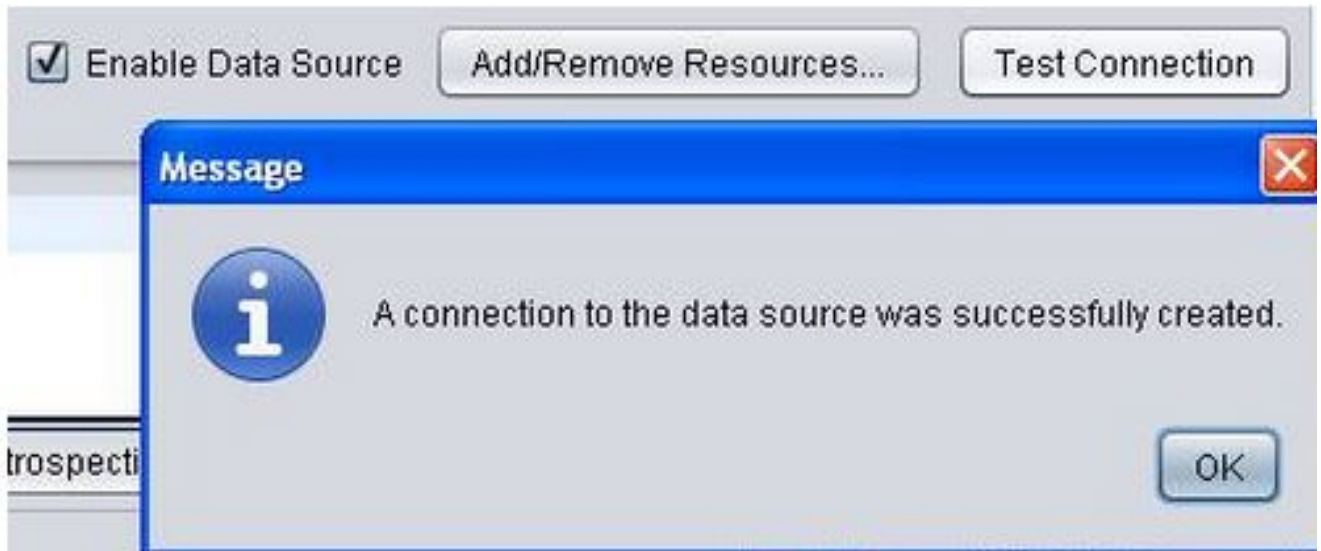 Enable Data Source
Add/Remove Resources...
Test Connection
Message
A connection to the data source was successfully created.
trospecti
OK